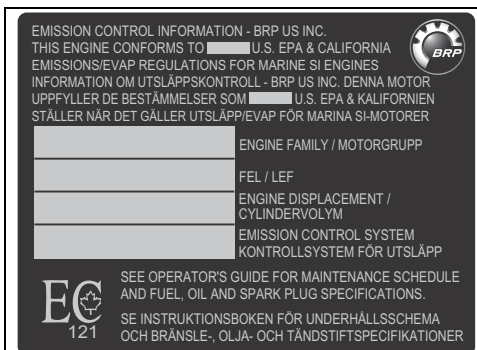 EMISSION CONTROL INFORMATION - BRP US INC.
THIS ENGINE CONFORMS TO U.S. EPA & CALIFORNIA
EMISSIONS/EVAP REGULATIONS FOR MARINE SI ENGINES
INFORMATION OM UTSLÄPPSKONTROLL - BRP US INC. DENNA MOTOR
UPPFYLLER DE BESTÄMMELSER SOM U.S. EPA & KALIFORNIEN
STÄLLER NÄR DET GÄLLER UTSLÄPP/EVAP FÖR MARINA SI-MOTORER
BRP
ENGINE FAMILY / MOTORGRUPP
FEL / LEF
ENGINE DISPLACEMENT /
CYLINDERVOLYM
EMISSION CONTROL SYSTEM
KONTROLLSYSTEM FÖR UTSLÄPP
EC
121
SEE OPERATOR'S GUIDE FOR MAINTENANCE SCHEDULE
AND FUEL, OIL AND SPARK PLUG SPECIFICATIONS.
SE INSTRUKTIONSBOKEN FÖR UNDERHÅLLSSCHEMA
OCH BRÄNSLE-, OLJA- OCH TÄNDSTIFTSPECIFIKATIONER